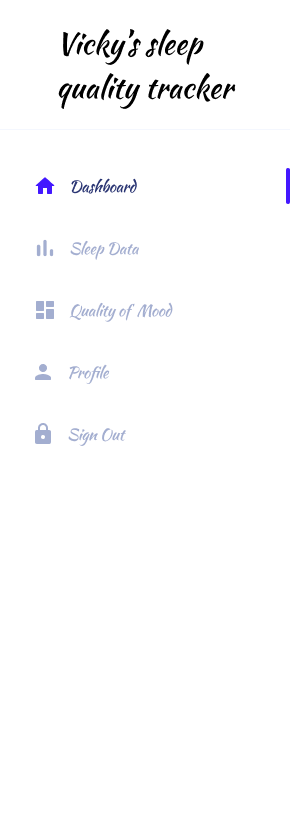 Vicky's sleep
quality tracker
Dashboard
Sleep Data
Quality of Mood
Profile
Sign Out